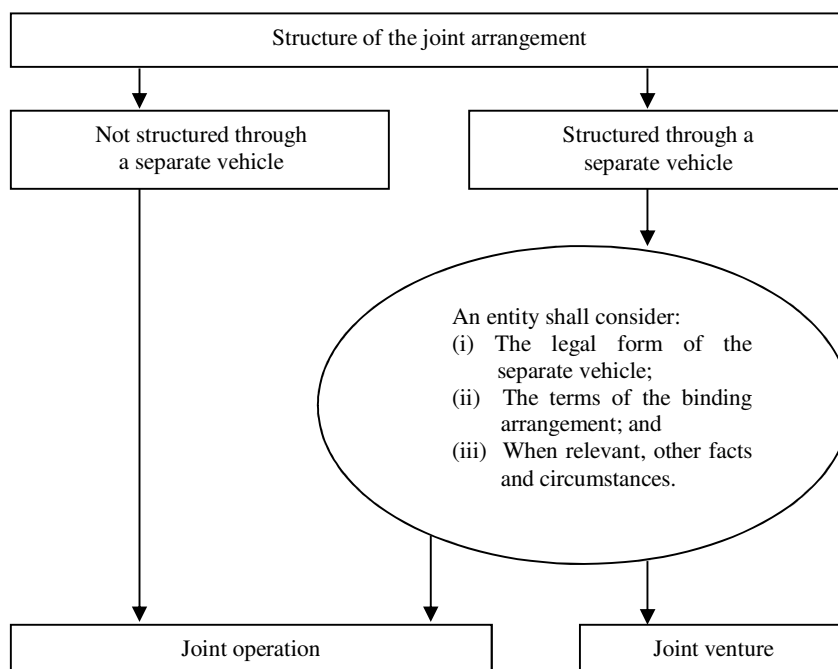 Structure of the joint arrangement
Not structured through
a separate vehicle
Structured through a
separate vehicle
An entity shall consider:
(i) The legal form of the
separate vehicle;
(ii) The terms of the binding
arrangement; and
(iii) When relevant, other facts
and circumstances.
Joint operation
Joint venture